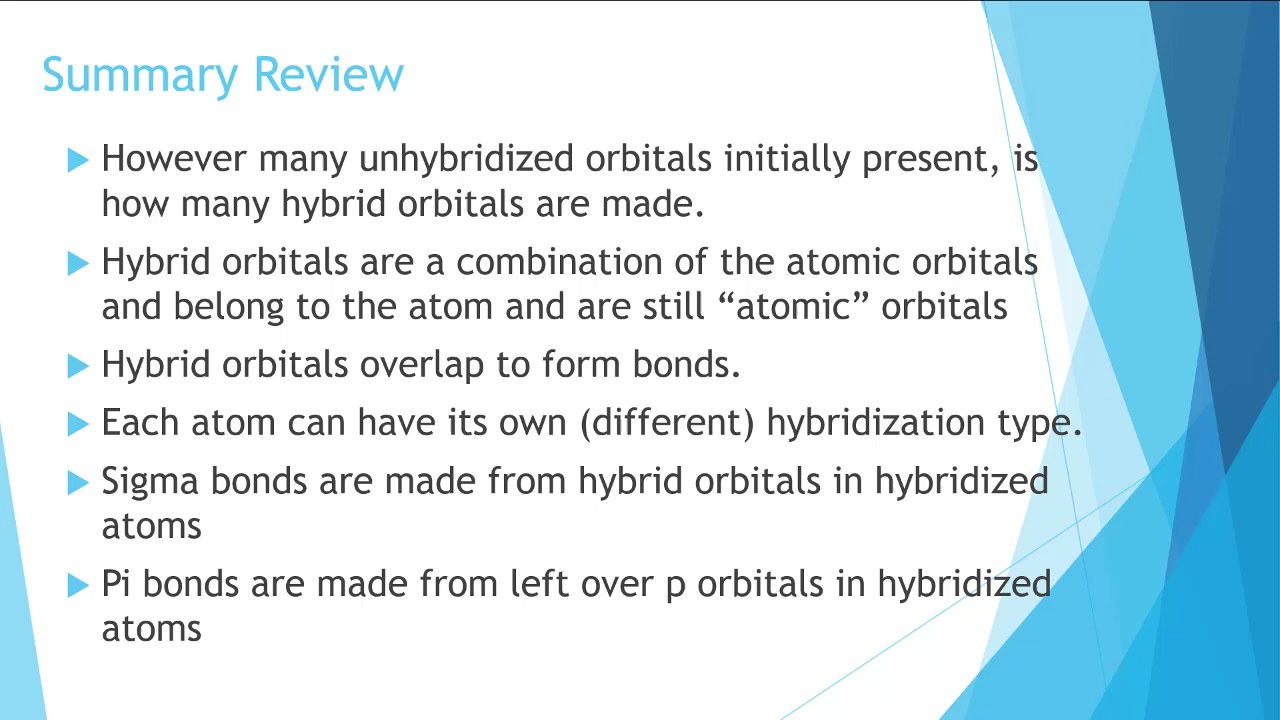 Summary Review
However many unhybridized orbitals initially present, is
how many hybrid orbitals are made.
Hybrid orbitals are a combination of the atomic orbitals
and belong to the atom and are still “atomic” orbitals
Hybrid orbitals overlap to form bonds.
Each atom can have its own (different) hybridization type.
Sigma bonds are made from hybrid orbitals in hybridized
atoms
Pi bonds are made from left over p orbitals in hybridized
atoms